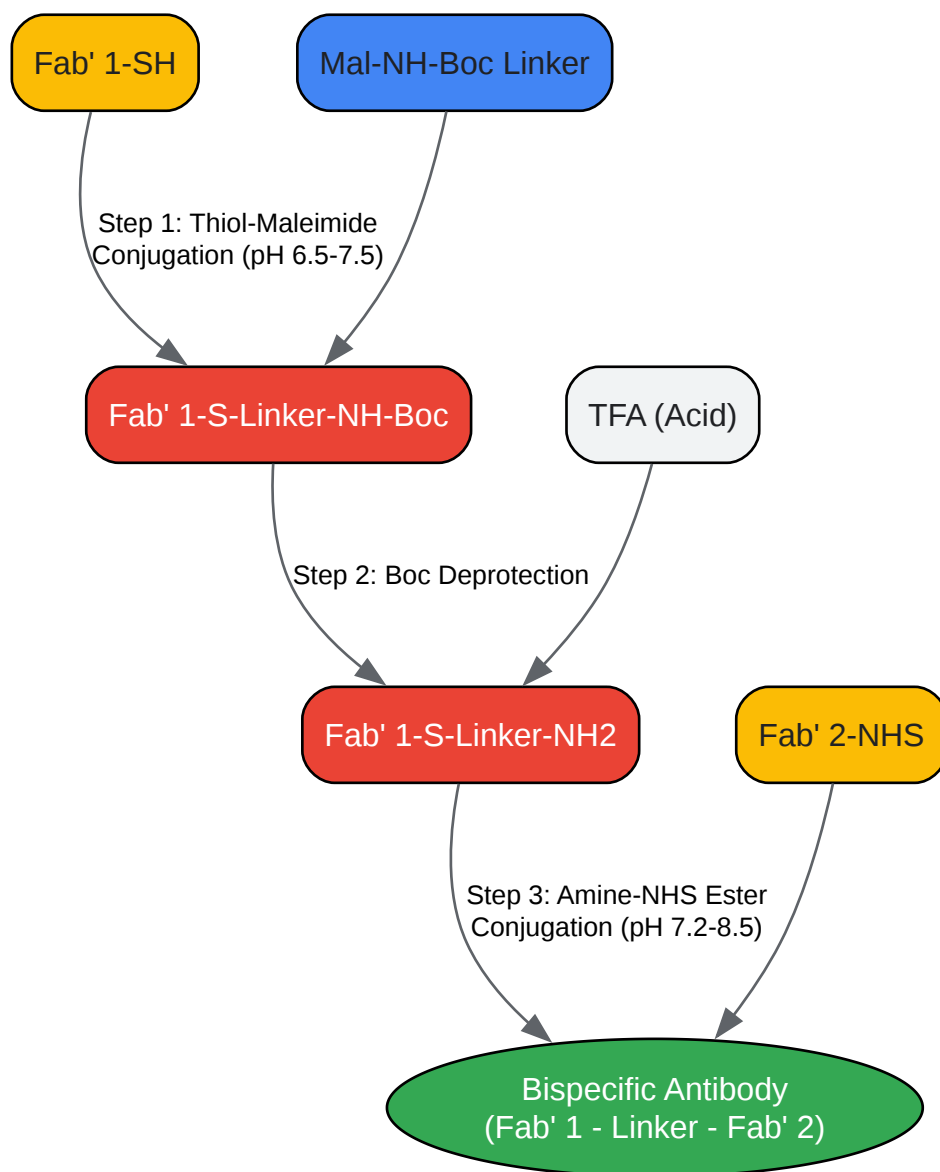 Fab' 1-SH
Mal-NH-Boc Linker
Step 1: Thiol-Maleimide
Conjugation (pH 6.5-7.5)
Fab' 1-S-Linker-NH-Boc
TFA (Acid)
Step 2: Boc Deprotection
Fab' 1-S-Linker-NH2
Fab' 2-NHS
Step 3: Amine-NHS Ester
Conjugation (pH 7.2-8.5)
Bispecific Antibody
(Fab' 1 - Linker - Fab' 2)